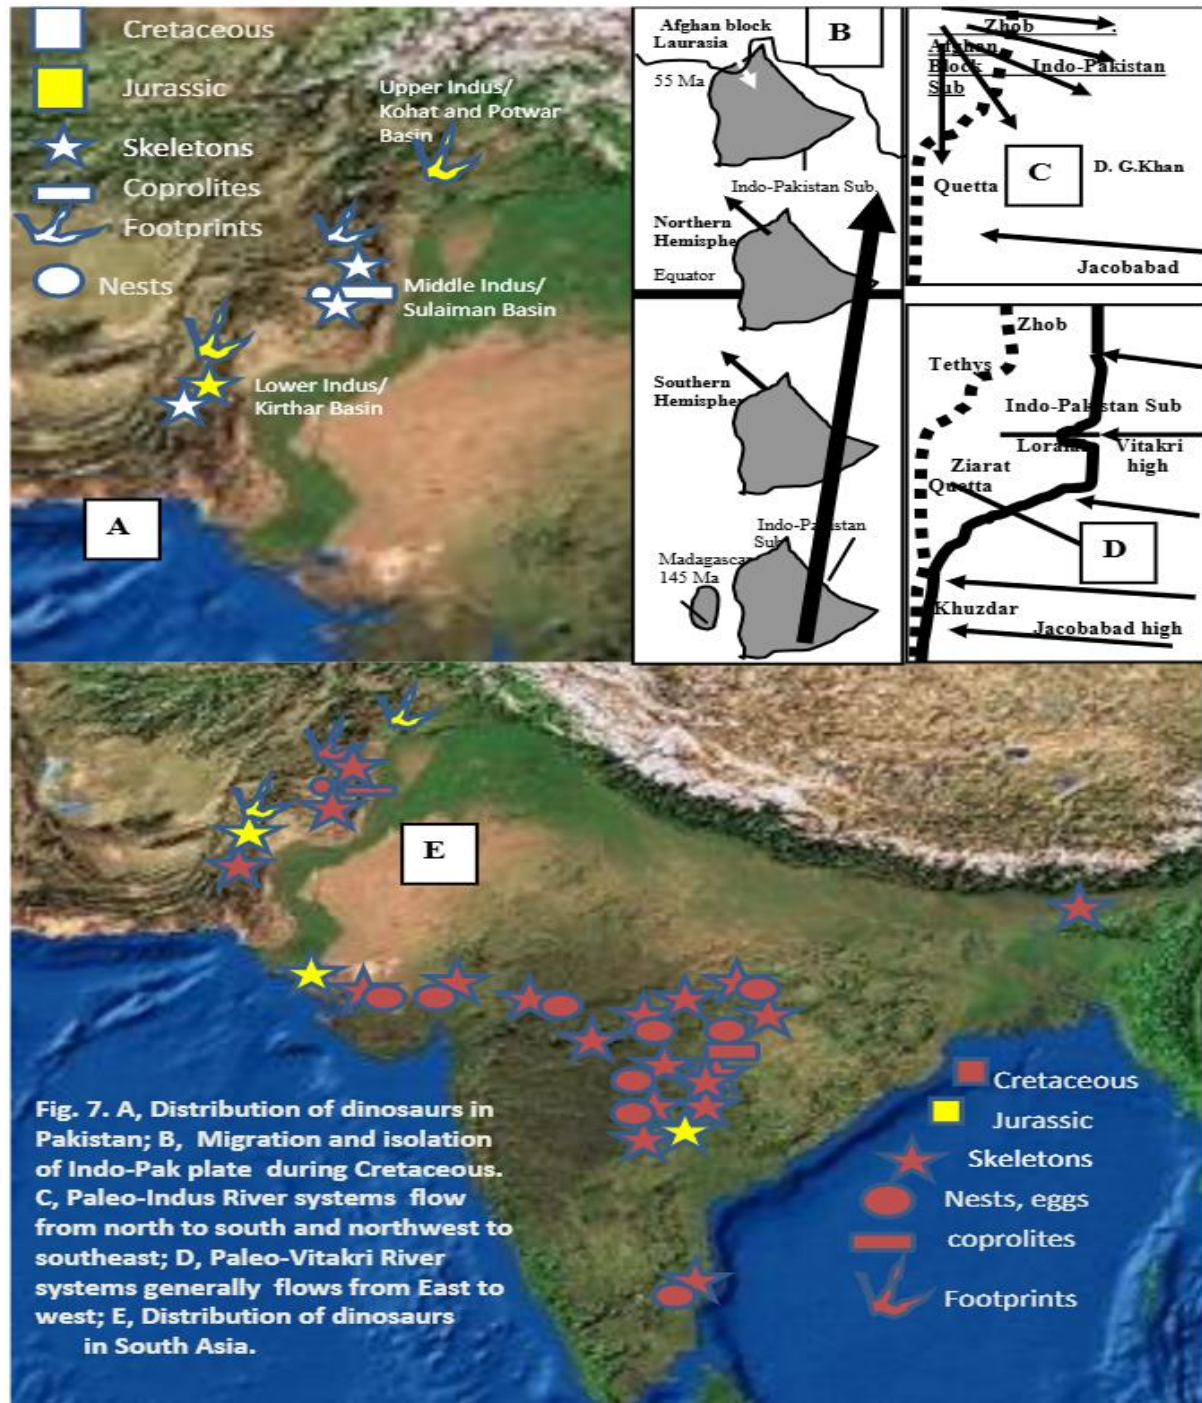 Cretaceous
Jurassic
Skeletons
Coprolites
Footprints
Nests
Upper Indus/
Kohat and Potwar
Basin
Middle Indus/
Sulaiman Basin
Lower Indus/
Kirthar Basin
A
Afghan block
Laurasia
B
55 Ma
Indo-Pakistan Sub.
Northern
Hemisphe
Equator
Southern
Hemispher
Indo-Pakistan
Sub
Madagascar
145 Ma
Zhob
Afghan
Block
Sub
Indo-Pakistan
C
D. G.Khan
Quetta
Jacobabad
Zhob
Tethys
Indo-Pakistan Sub
Loralai
Vitakri
high
Ziarat
Quetta
D
Khuzdar
Jacobabad high
E
Fig. 7. A, Distribution of dinosaurs in
Pakistan; B, Migration and isolation
of Indo-Pak plate during Cretaceous.
C, Paleo-Indus River systems flow
from north to south and northwest to
southeast; D, Paleo-Vitakri River
systems generally flows from East to
west; E, Distribution of dinosaurs
in South Asia.
Cretaceous
Jurassic
Skeletons
Nests, eggs
coprolites
Footprints